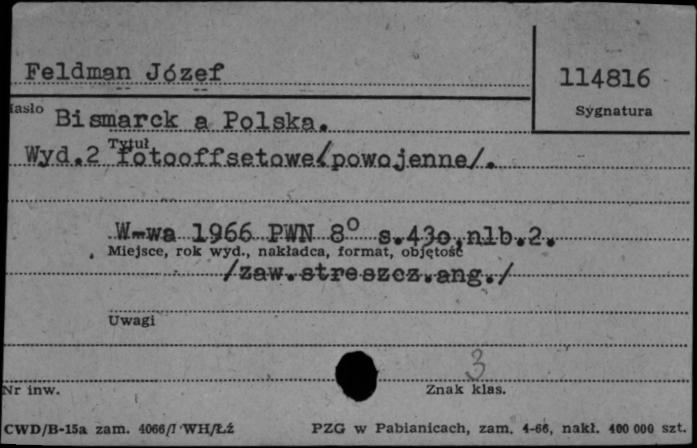 Feldman Józef
114816
Sygnatura
Hasło
Bismarck a Polska.
Tytuł
Wyd.2 fotooffsetowe/powojenne/.
W-wa 1966 PWN 8° s.43o,nlb.2.
Miejsce, rok wyd., nakładca, format, objętość
/zaw.streszcz.ang./
Uwagi
3
Nr inw.
Znak klas.
CWD/B-15a zam. 4066/I WH/Łź
PZG w Pabianicach, zam. 4-66, nakł. 400 000 szt.